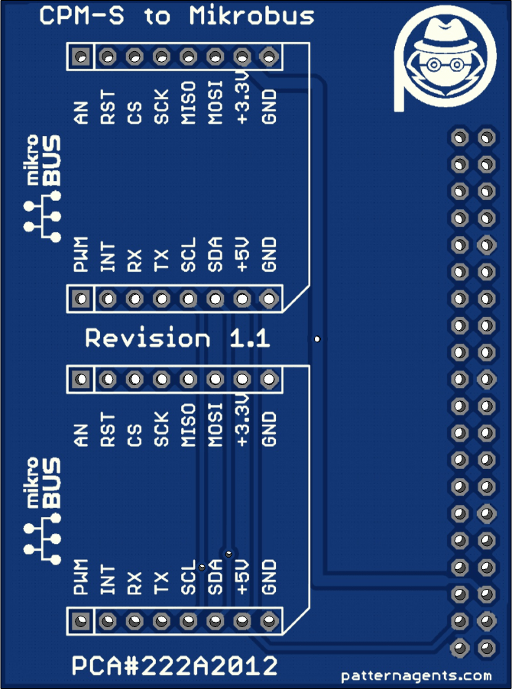 CPM-S to Mikrobus
AN RST CS SCK MISO MOSI +3.3V GND
mikro
BUS
PWM INT RX TX SCL SDA +5V GND
Revision 1.1
AN RST CS SCK MISO MOSI +3.3V GND
mikro
BUS
PWM INT RX TX SCL SDA +5V GND
PCA#222A2012
patternagents.com